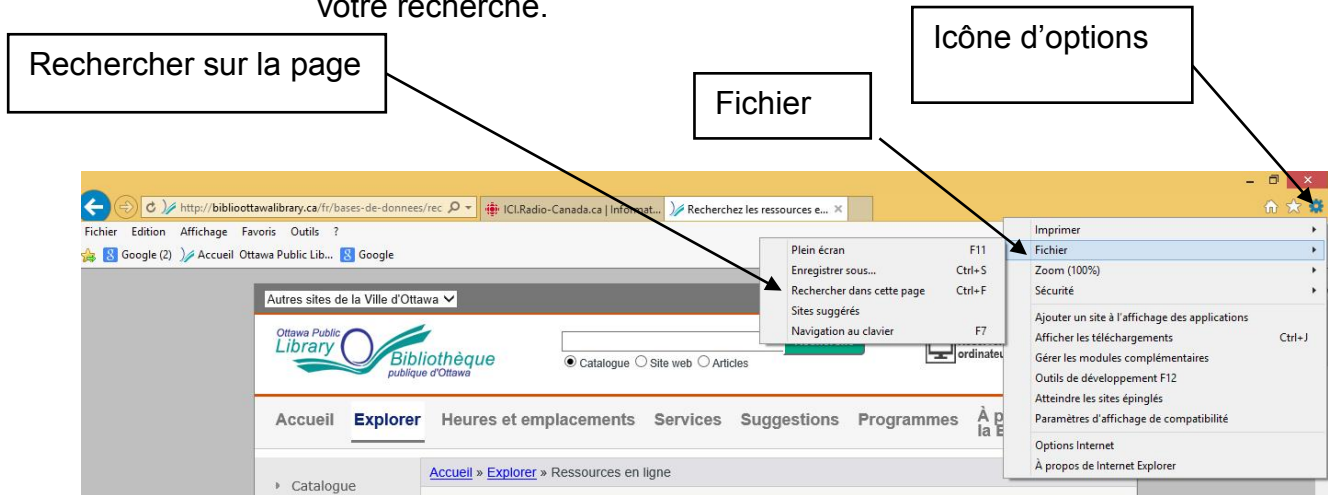 votre recherche.
Icône d’options
Rechercher sur la page
Fichier
http://biblioottawalibrary.ca/fr/bases-de-donnees/rec
ICI.Radio-Canada.ca | Informat...
Recherchez les ressources e...
Fichier Edition Affichage Favoris Outils ?
Google (2) Accueil Ottawa Public Lib... Google
Imprimer
Fichier
Zoom (100%)
Sécurité
Ajouter un site à l'affichage des applications
Afficher les téléchargements Ctrl+J
Gérer les modules complémentaires
Outils de développement F12
Atteindre les sites épinglés
Paramètres d'affichage de compatibilité
Options Internet
À propos de Internet Explorer
Plein écran F11
Enregistrer sous... Ctrl+S
Rechercher dans cette page Ctrl+F
Sites suggérés
Navigation au clavier F7
Autres sites de la Ville d'Ottawa
Ottawa Public
Library
Bibliothèque
publique d'Ottawa
Catalogue Site web Articles
ordinateu
Accueil Explorer Heures et emplacements Services Suggestions Programmes À p
la B
Accueil » Explorer » Ressources en ligne
Catalogue